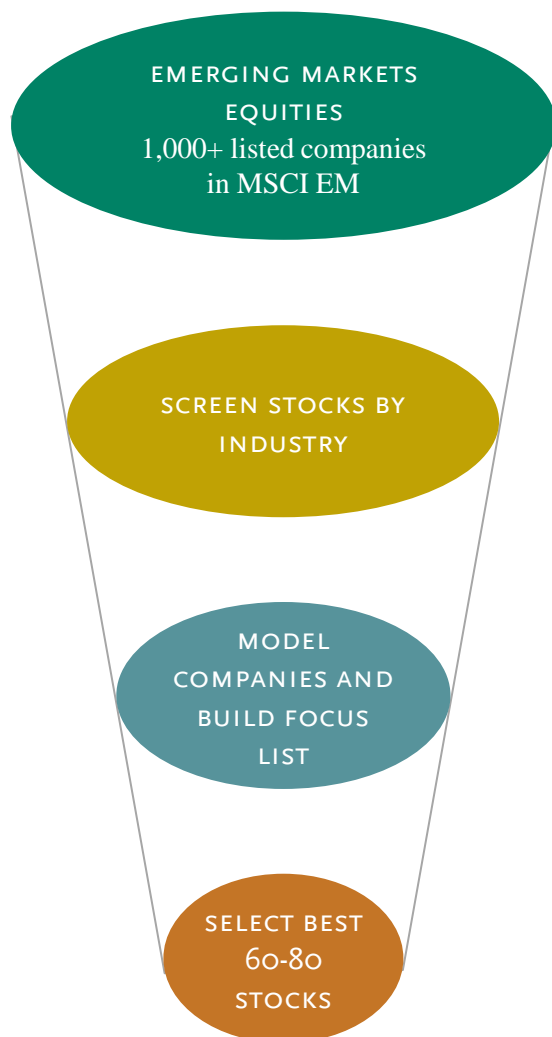 EMERGING MARKETS
EQUITIES
1,000+ listed companies
in MSCI EM
SCREEN STOCKS BY
INDUSTRY
MODEL
COMPANIES AND
BUILD FOCUS
LIST
SELECT BEST
60-80
STOCKS